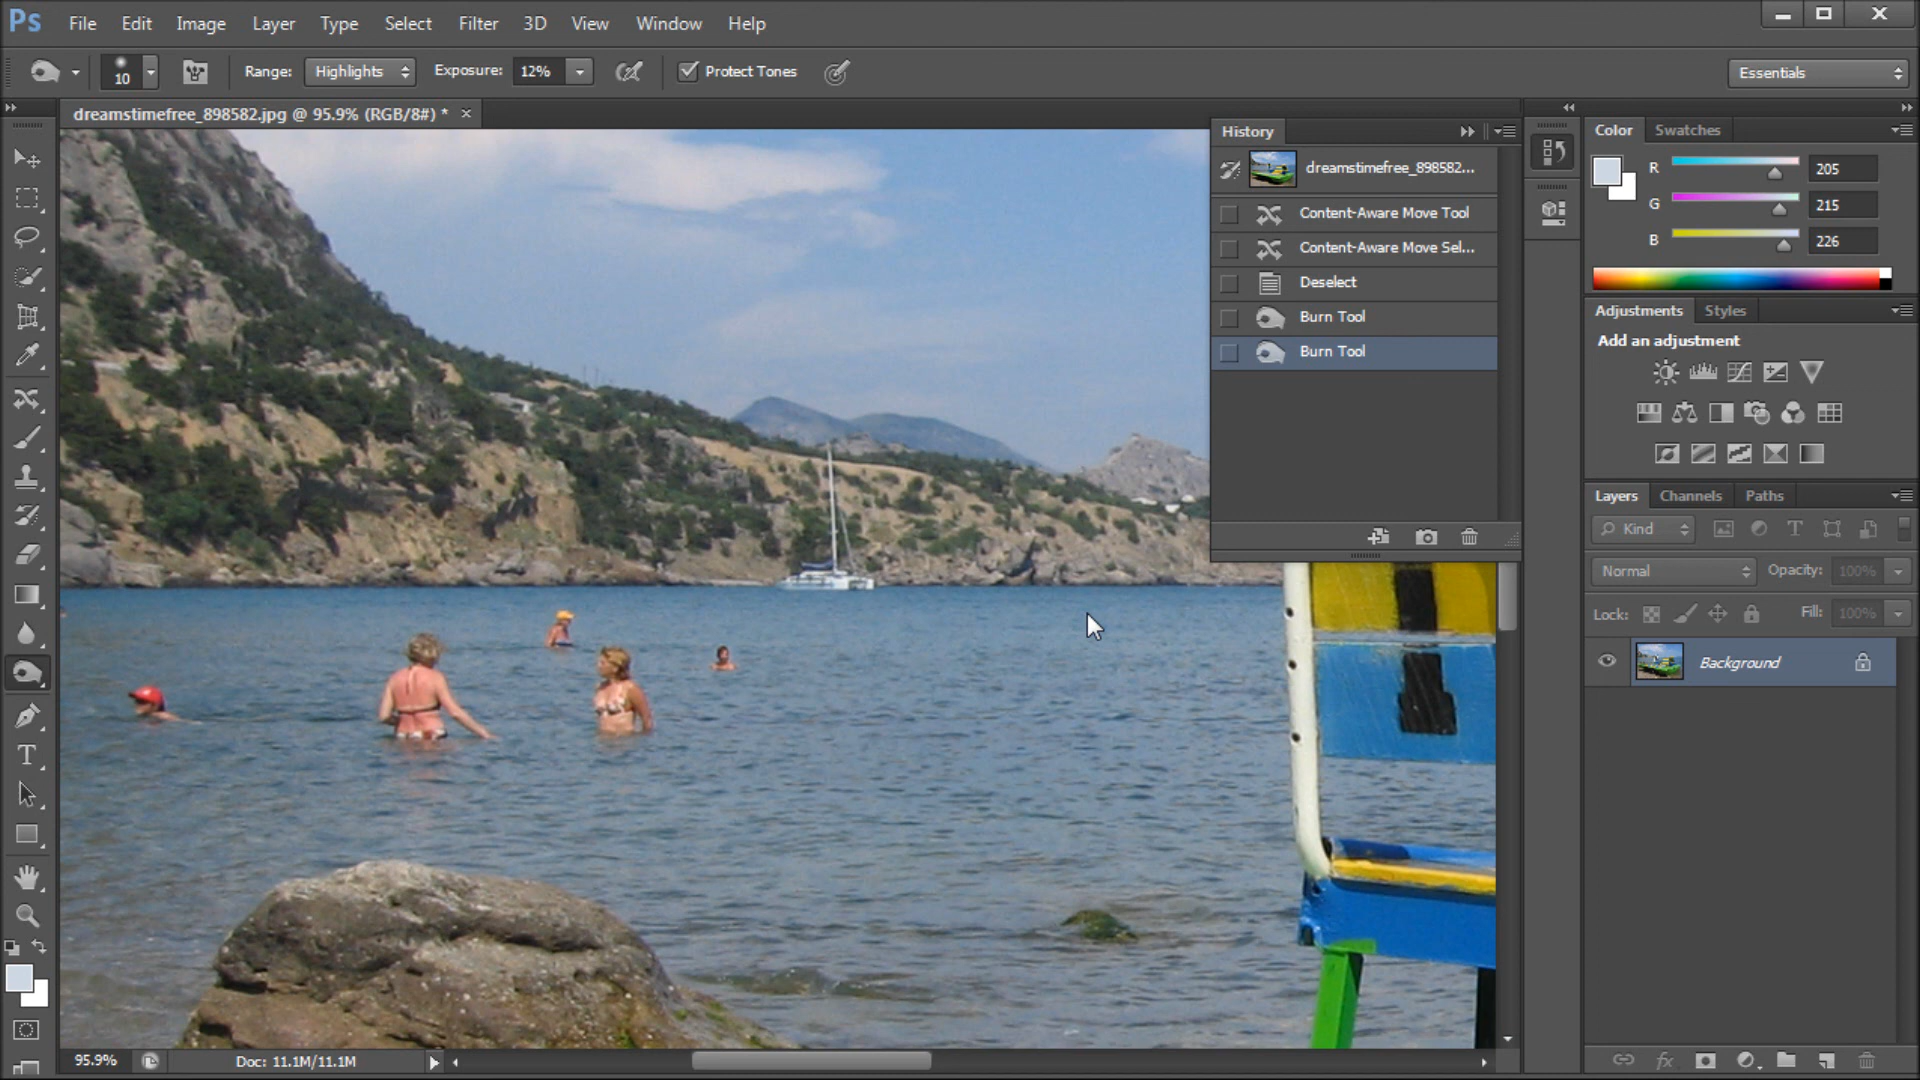 Ps File Edit Image Layer Type Select Filter 3D View Window Help
10 Range: Highlights Exposure: 12% Protect Tones Essentials
dreamstimefree_898582.jpg @ 95.9% (RGB/8#) * ×
History
dreamstimefree_898582...
Content-Aware Move Tool
Content-Aware Move Sel...
Deselect
Burn Tool
Burn Tool
Color Swatches
R 205
G 215
B 226
Adjustments Styles
Add an adjustment
Layers Channels Paths
Kind T
Normal Opacity: 100%
Lock: Fill: 100%
Background
T
fx
95.9% Doc: 11.1M/11.1M